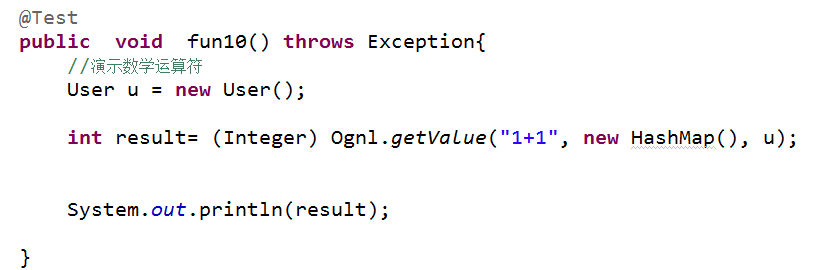 @Test
public  void  fun10() throws Exception{
    //演示数学运算符
    User u = new User();
    int result= (Integer) Ognl.getValue("1+1", new HashMap(), u);
    System.out.println(result);
}